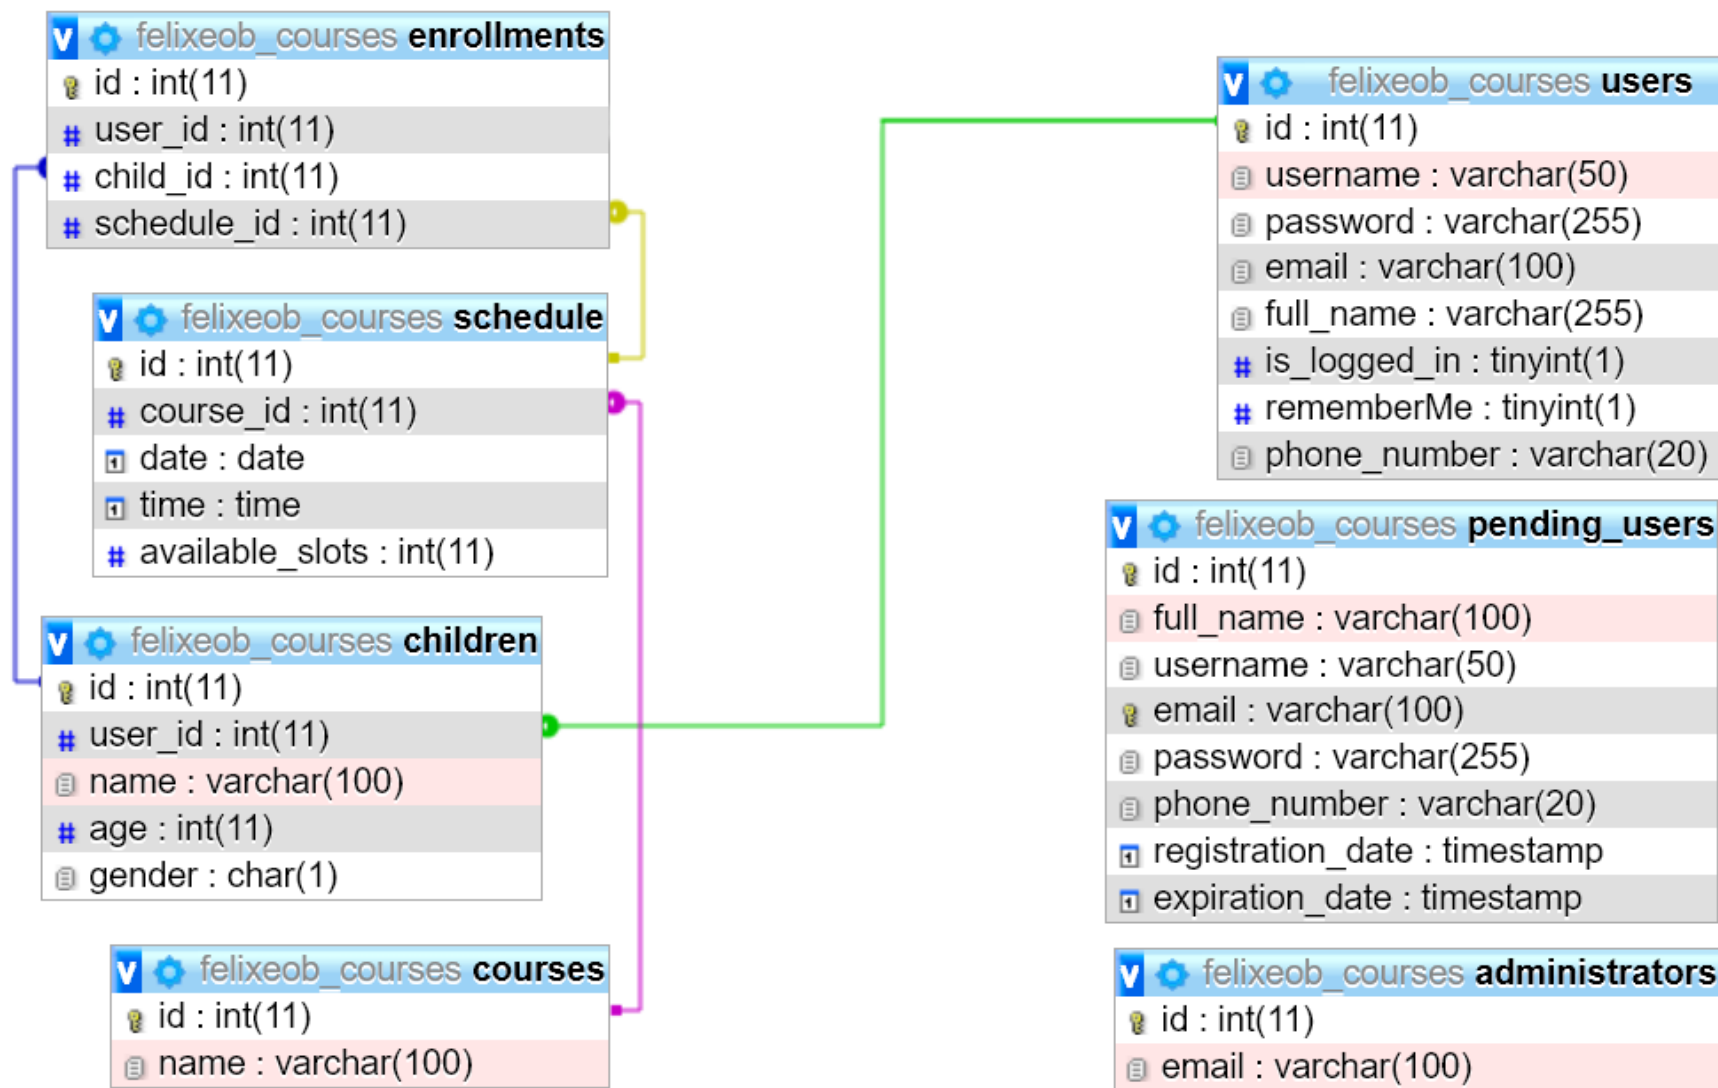 felixeob_courses enrollments
id : int(11)
user_id : int(11)
child_id : int(11)
schedule_id : int(11)
felixeob_courses schedule
id : int(11)
course_id : int(11)
date : date
time : time
available_slots : int(11)
felixeob_courses children
id : int(11)
user_id : int(11)
name : varchar(100)
age : int(11)
gender : char(1)
felixeob_courses courses
id : int(11)
name : varchar(100)
felixeob_courses users
id : int(11)
username : varchar(50)
password : varchar(255)
email : varchar(100)
full_name : varchar(255)
is_logged_in : tinyint(1)
rememberMe : tinyint(1)
phone_number : varchar(20)
felixeob_courses pending_users
id : int(11)
full_name : varchar(100)
username : varchar(50)
email : varchar(100)
password : varchar(255)
phone_number : varchar(20)
registration_date : timestamp
expiration_date : timestamp
felixeob_courses administrators
id : int(11)
email : varchar(100)